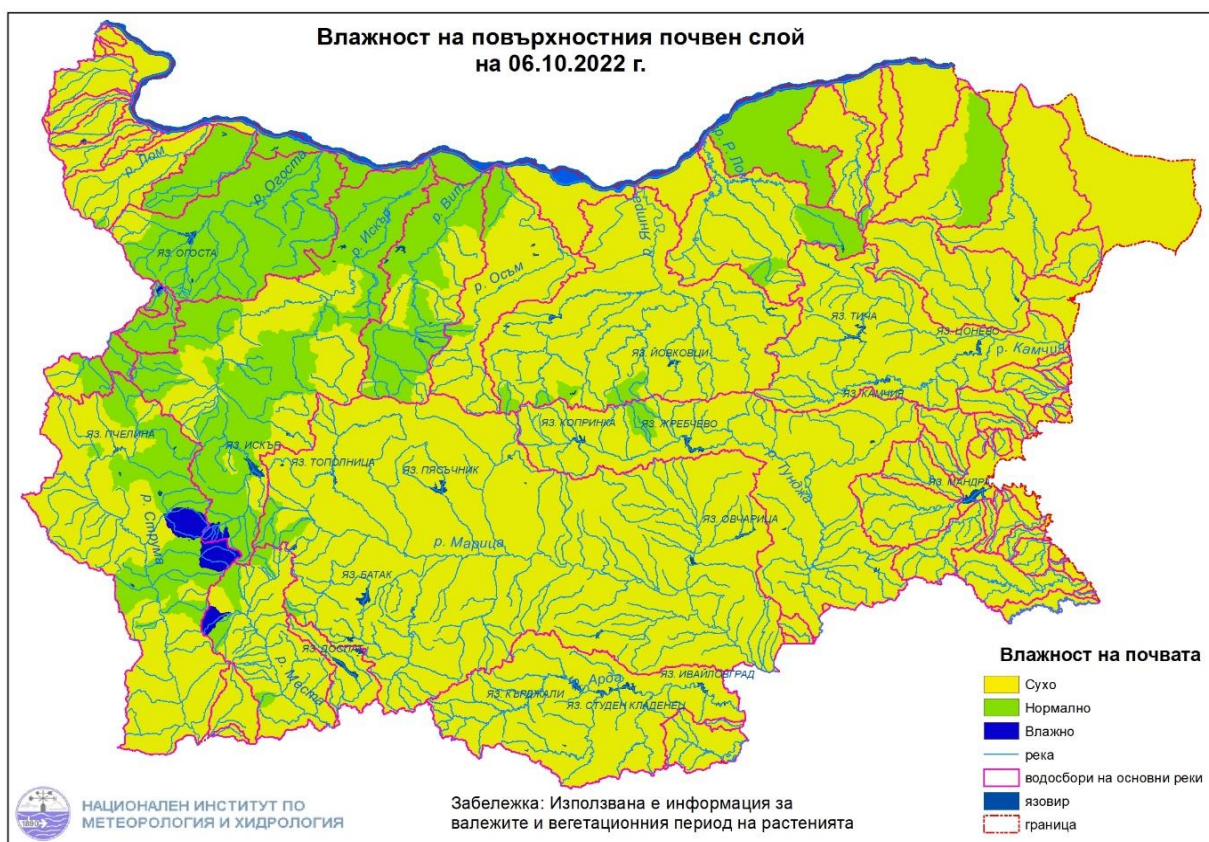 Влажност на повърхностния почвен слой
на 06.10.2022 г.
р. Лом
р. Огоста
р. Искър
р. Вит
р. Осъм
р. Янтра
р. Р Лом
ЯЗ. ОГОСТА
ЯЗ. ТИЧА
ЯЗ. ЦОНЕВО
р. Камчия
ЯЗ. ЙОВКОВЦИ
ЯЗ. КАМЧИЯ
ЯЗ. КОПРИНКА
ЯЗ. ЖРЕБЧЕВО
ЯЗ. ПЧЕЛИНА
ЯЗ. ИСКЪР
ЯЗ. ТОПОЛНИЦА
ЯЗ. ПЯСЪЧНИК
р. Тунджа
ЯЗ. МАНДРА
р. Струма
ЯЗ. ОВЧАРИЦА
р. Марица
ЯЗ. БАТАК
ЯЗ. ДОСПАТ
р. Места
р. Арда
ЯЗ. ИВАЙЛОВГРАД
ЯЗ. КЪРДЖАЛИ
ЯЗ. СТУДЕН КЛАДЕНЕЦ
Влажност на почвата
Сухо
Нормално
Влажно
река
водосбори на основни реки
язовир
граница
1890
НАЦИОНАЛЕН ИНСТИТУТ ПО
МЕТЕОРОЛОГИЯ И ХИДРОЛОГИЯ
Забележка: Използвана е информация за
валежите и вегетационния период на растенията